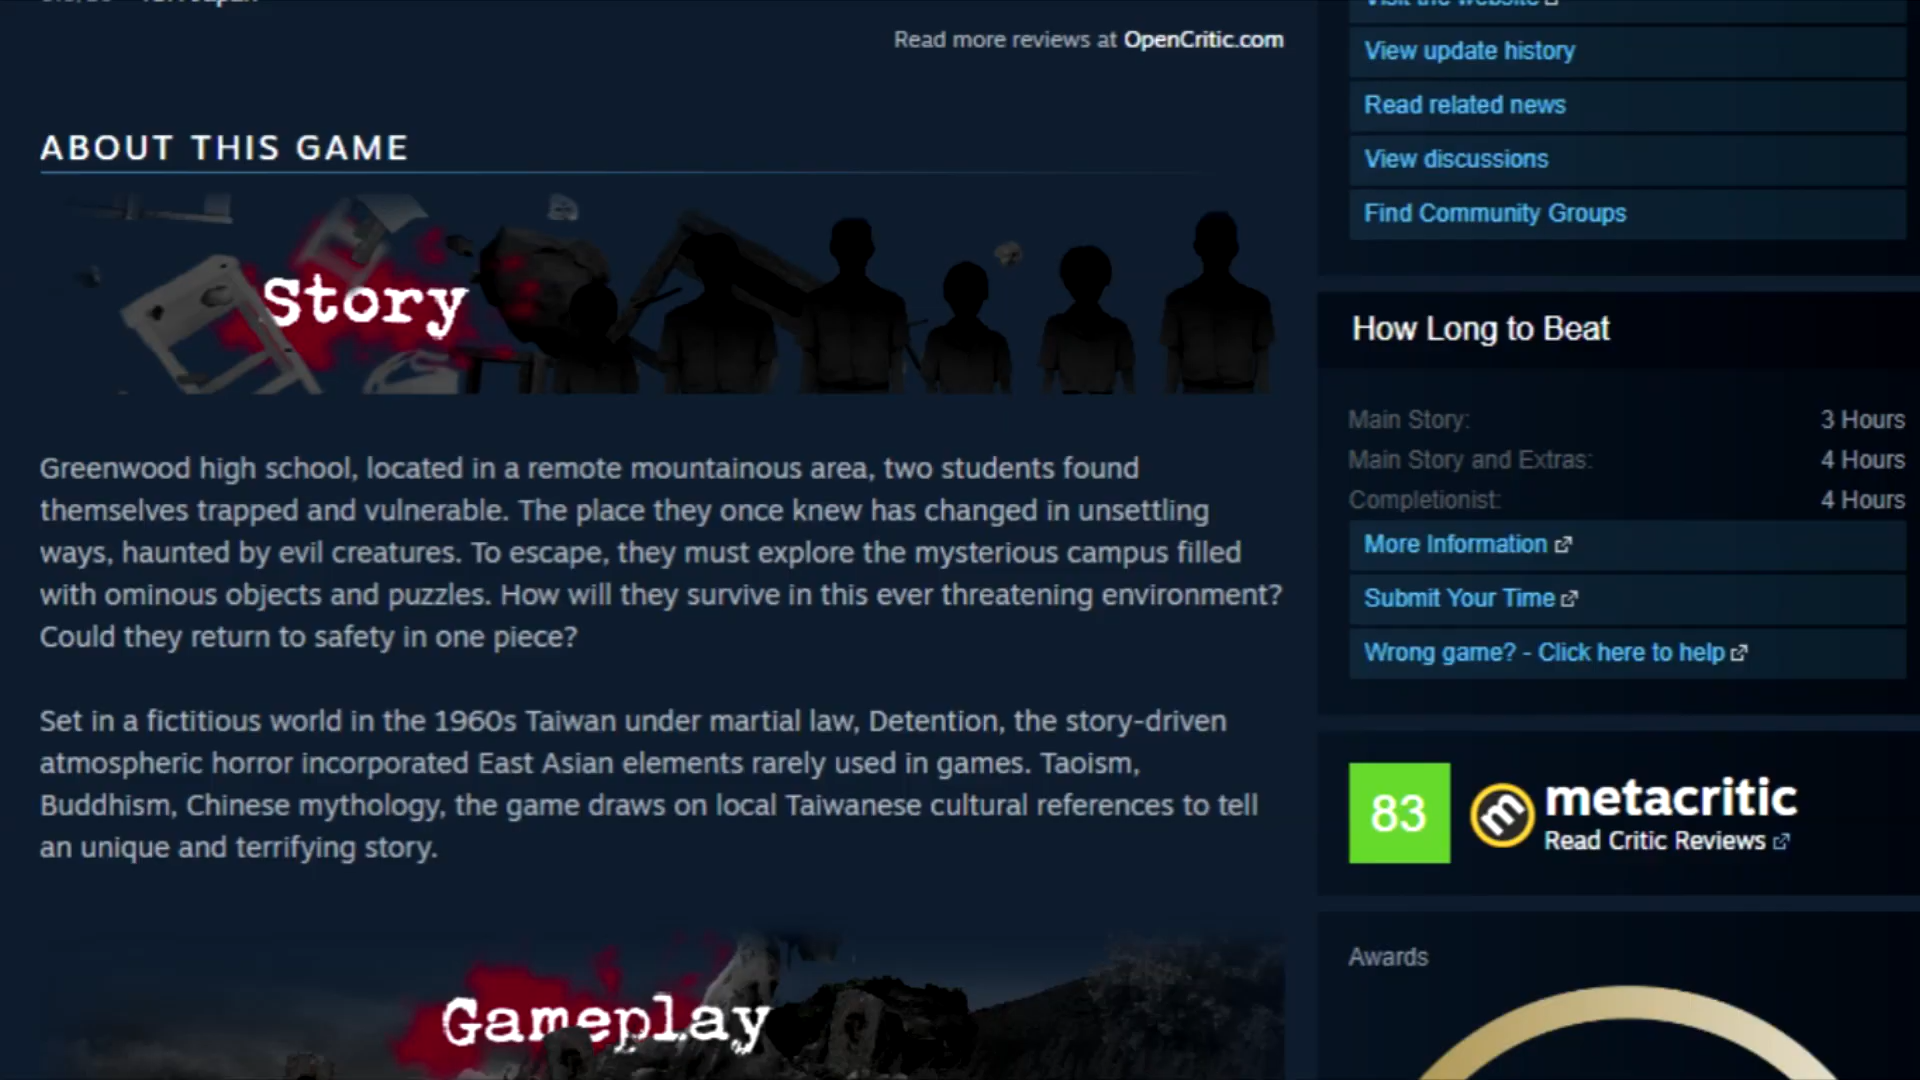 Read more reviews at OpenCritic.com
ABOUT THIS GAME
Story
Greenwood high school, located in a remote mountainous area, two students found
themselves trapped and vulnerable. The place they once knew has changed in unsettling
ways, haunted by evil creatures. To escape, they must explore the mysterious campus filled
with ominous objects and puzzles. How will they survive in this ever threatening environment?
Could they return to safety in one piece?
Set in a fictitious world in the 1960s Taiwan under martial law, Detention, the story-driven
atmospheric horror incorporated East Asian elements rarely used in games. Taoism,
Buddhism, Chinese mythology, the game draws on local Taiwanese cultural references to tell
an unique and terrifying story.
Gameplay
Visit the website
View update history
Read related news
View discussions
Find Community Groups
How Long to Beat
Main Story: 3 Hours
Main Story and Extras: 4 Hours
Completionist: 4 Hours
More Information
Submit Your Time
Wrong game? - Click here to help
83
metacritic
Read Critic Reviews
Awards